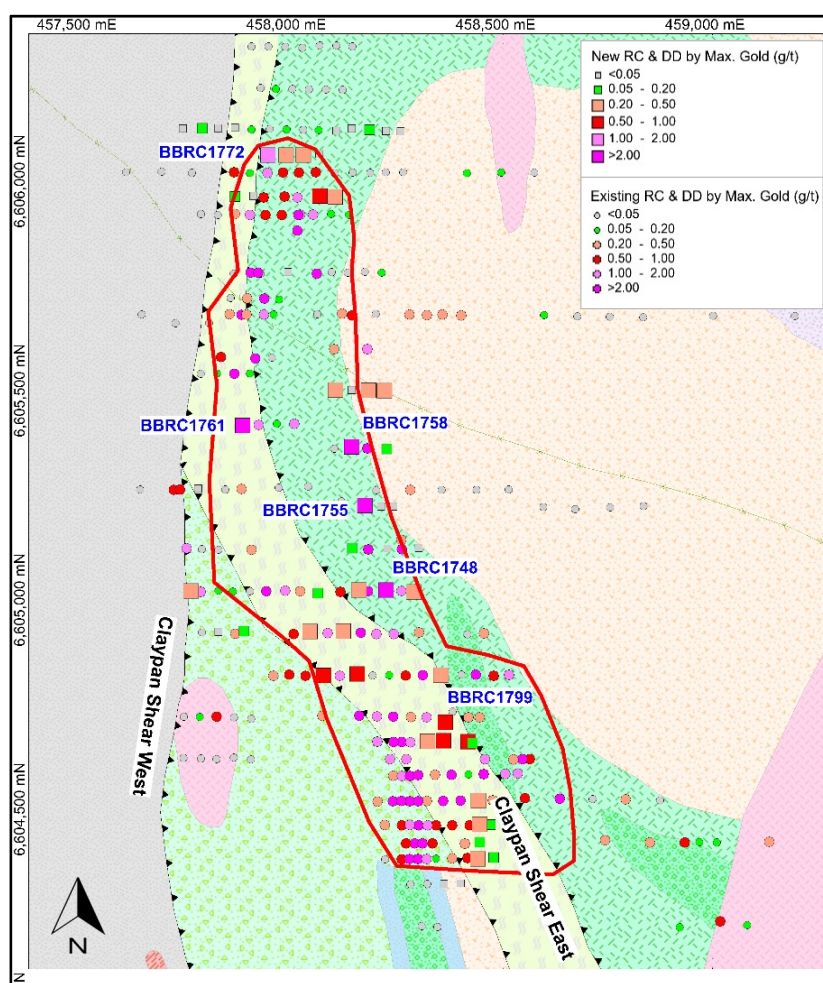 457,500 mE
458,000 mE
458,500 mE
459,000 mE
New RC & DD by Max. Gold (g/t)
<0.05
0.05 - 0.20
0.20 - 0.50
0.50 - 1.00
1.00 - 2.00
>2.00
Existing RC & DD by Max. Gold (g/t)
<0.05
0.05 - 0.20
0.20 - 0.50
0.50 - 1.00
1.00 - 2.00
>2.00
6,606,000 mN
6,605,500 mN
6,605,000 mN
6,604,500 mN
N
BBRC1772
BBRC1761
BBRC1758
BBRC1755
BBRC1748
BBRC1799
Claypan Shear West
Claypan Shear East
N